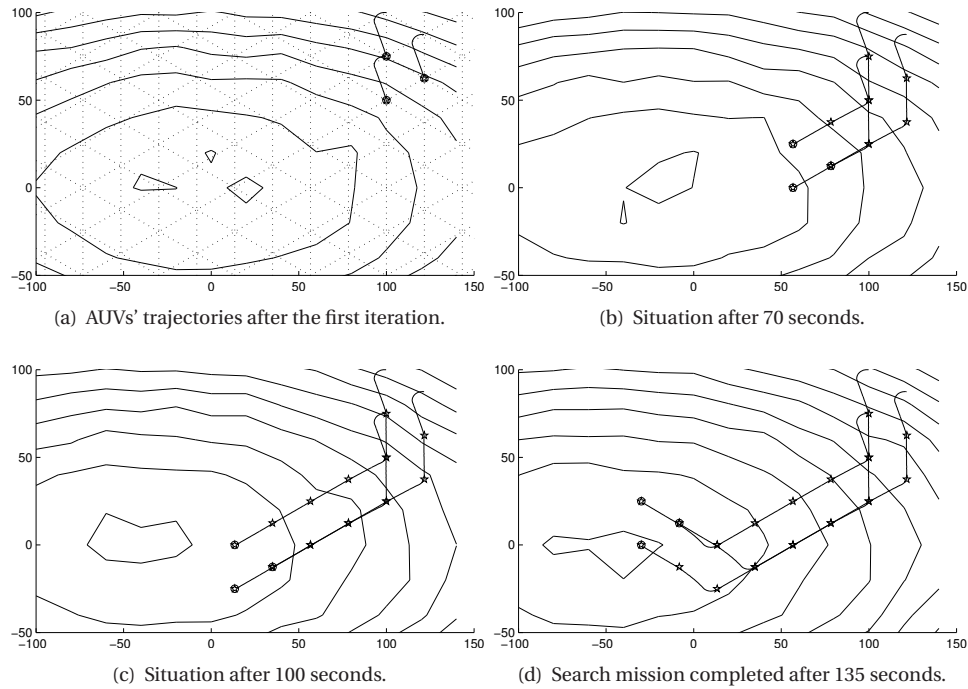 100
50
0
−50
−100 −50 0 50 100 150
(a) AUVs’ trajectories after the first iteration.
100
50
0
−50
−100 −50 0 50 100 150
(b) Situation after 70 seconds.
100
50
0
−50
−100 −50 0 50 100 150
(c) Situation after 100 seconds.
100
50
0
−50
−100 −50 0 50 100 150
(d) Search mission completed after 135 seconds.